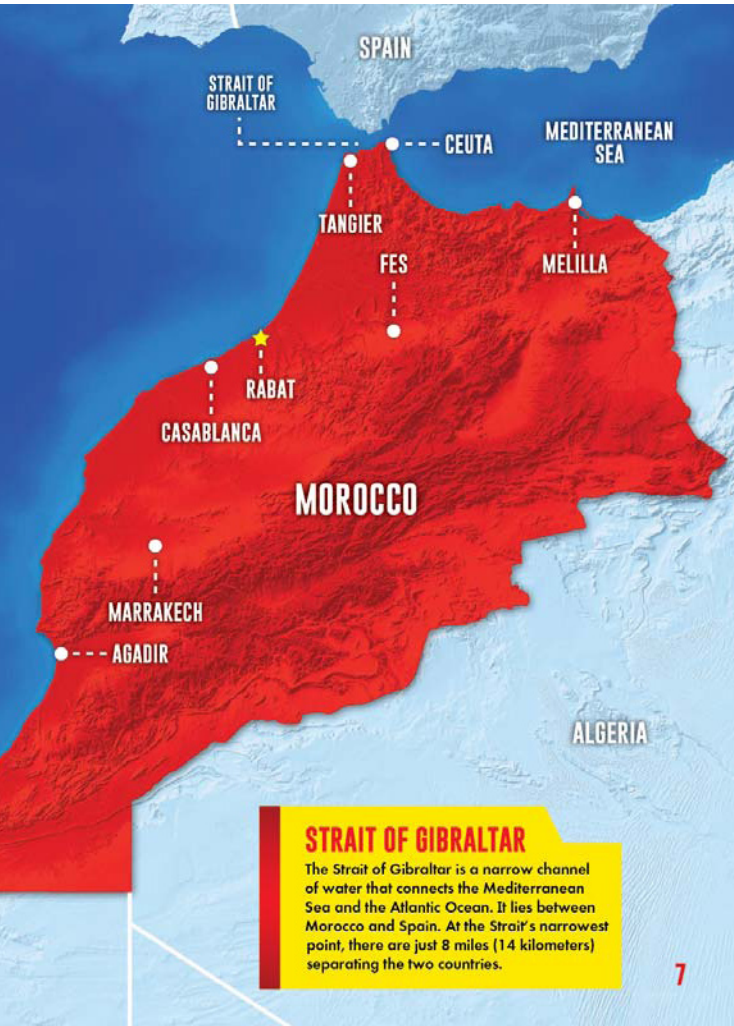 SPAIN
STRAIT OF
GIBRALTAR
CEUTA
MEDITERRANEAN
SEA
TANGIER
FES
MELILLA
RABAT
CASABLANCA
MOROCCO
MARRAKECH
AGADIR
ALGERIA
STRAIT OF GIBRALTAR
The Strait of Gibraltar is a narrow channel
of water that connects the Mediterranean
Sea and the Atlantic Ocean. It lies between
Morocco and Spain. At the Strait's narrowest
point, there are just 8 miles (14 kilometers)
separating the two countries.
7